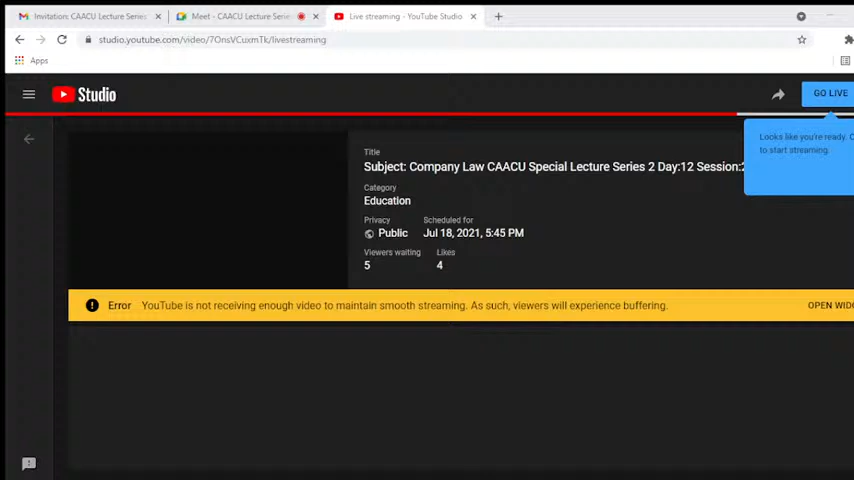 Invitation: CAACU Lecture Series
Meet - CAACU Lecture Serie
Live streaming - YouTube Studio
studio.youtube.com/video/7OnsVCuxmTk/livestreaming
Apps
Studio
GO LIVE
Looks like you're ready.
to start streaming.
Title
Subject: Company Law CAACU Special Lecture Series 2 Day:12 Session:
Category
Education
Privacy
Scheduled for
Public
Jul 18, 2021, 5:45 PM
Viewers waiting
Likes
5
4
Error
YouTube is not receiving enough video to maintain smooth streaming. As such, viewers will experience buffering.
OPEN WIDG